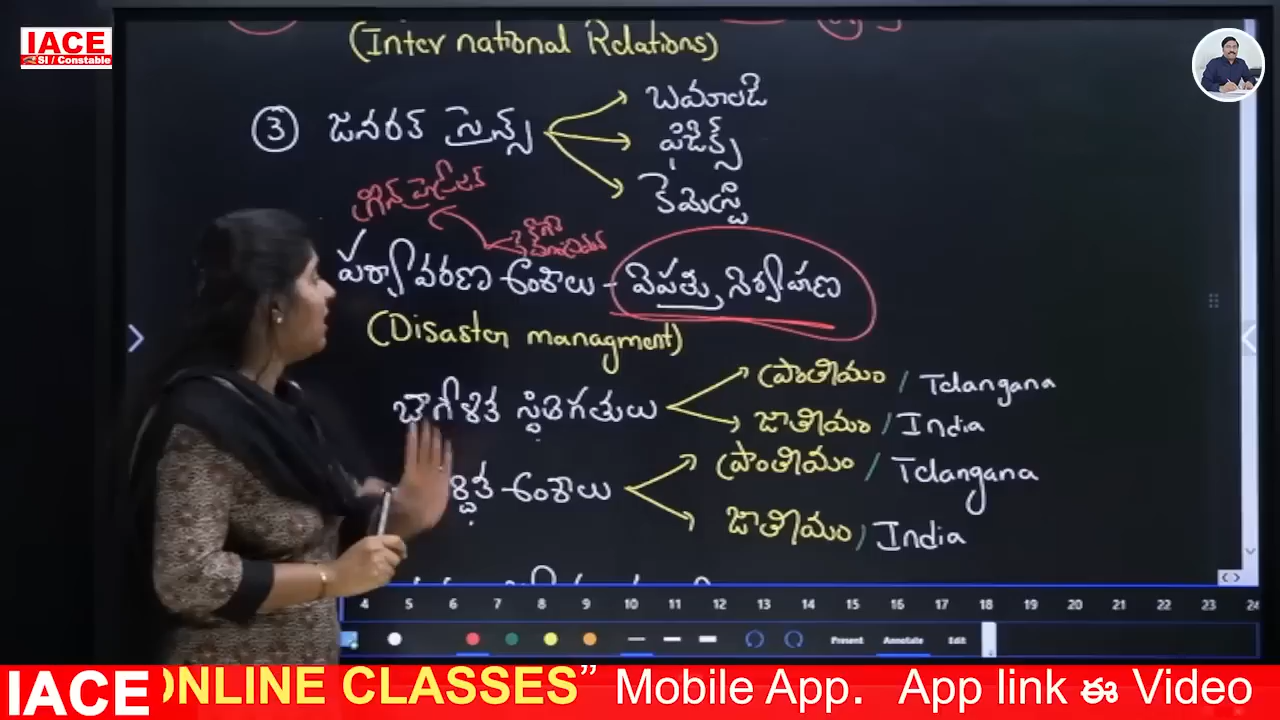 IACE
SI / Constable
(Inter national Relations)
③ జనరల్ సైన్స్
బయాలజీ
ఫిజిక్స్
కెమిస్ట్రీ
పర్యావరణ అంశాలు - విపత్తు నిర్వహణ
(Disaster managment)
భౌగోళిక స్థితిగతులు
ప్రాంతీయం / Telangana
జాతీయం / India
అంశాలు
ప్రాంతీయం / Telangana
జాతీయం / India
4 5 6 7 8 9 10 11 12 13 14 15 16 17 18 19 20 21 22 23 24
Present Annotate Edit
IACE ONLINE CLASSES” Mobile App. App link ఈ Video